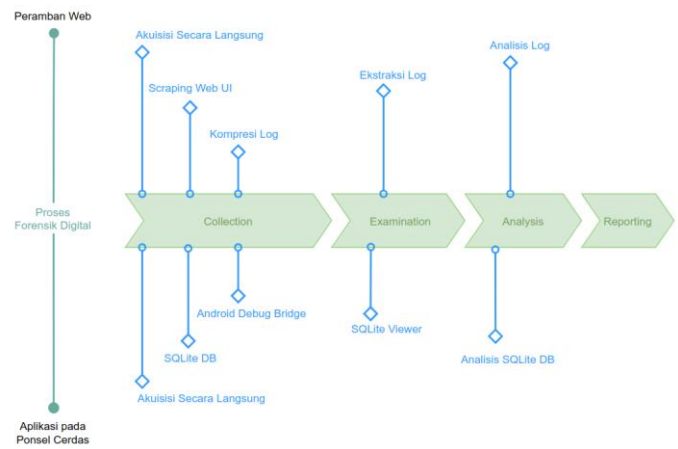 Peramban Web
Akuisisi Secara Langsung
Analisis Log
Ekstraksi Log
Scraping Web UI
Kompresi Log
Proses
Forensik Digital
Collection
Examination
Analysis
Reporting
Android Debug Bridge
SQLite Viewer
SQLite DB
Analisis SQLite DB
Akuisisi Secara Langsung
Aplikasi pada
Ponsel Cerdas